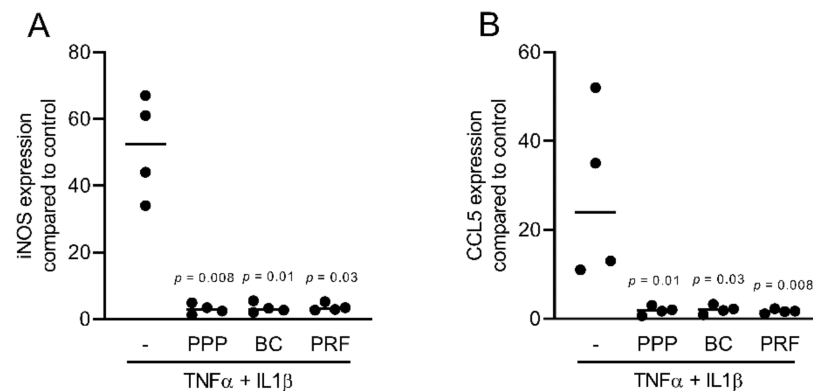 A
iNOS expression
compared to control
80
60
40
20
0
p = 0.008 p = 0.01 p = 0.03
- PPP BC PRF
TNFα + IL1β
B
CCL5 expression
compared to control
60
40
20
0
p = 0.01 p = 0.03 p = 0.008
- PPP BC PRF
TNFα + IL1β